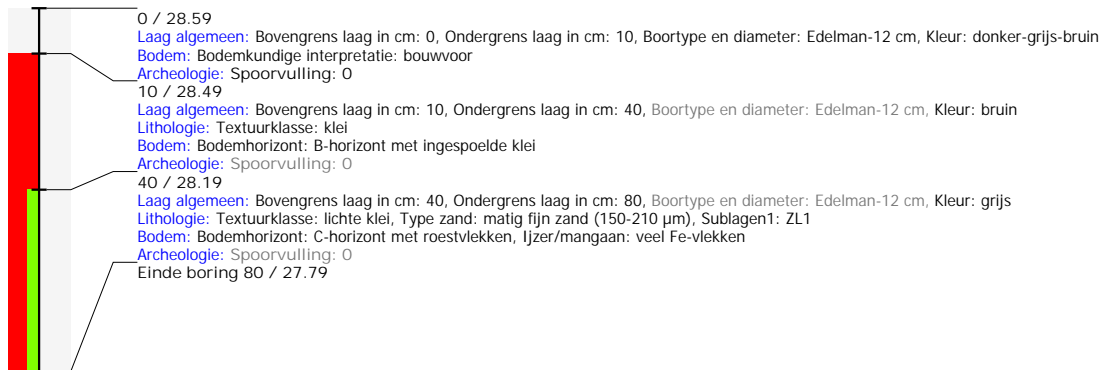 0 / 28.59
Laag algemeen: Bovengrens laag in cm: 0, Ondergrens laag in cm: 10, Boortype en diameter: Edelman-12 cm, Kleur: donker-grijs-bruin
Bodem: Bodemkundige interpretatie: bouwvoor
Archeologie: Spoorvulling: 0
10 / 28.49
Laag algemeen: Bovengrens laag in cm: 10, Ondergrens laag in cm: 40, Boortype en diameter: Edelman-12 cm, Kleur: bruin
Lithologie: Textuurklasse: klei
Bodem: Bodemhorizont: B-horizont met ingespoelde klei
Archeologie: Spoorvulling: 0
40 / 28.19
Laag algemeen: Bovengrens laag in cm: 40, Ondergrens laag in cm: 80, Boortype en diameter: Edelman-12 cm, Kleur: grijs
Lithologie: Textuurklasse: lichte klei, Type zand: matig fijn zand (150-210 µm), Sublagen1: ZL1
Bodem: Bodemhorizont: C-horizont met roestvlekken, Ijzer/mangaan: veel Fe-vlekken
Archeologie: Spoorvulling: 0
Einde boring 80 / 27.79